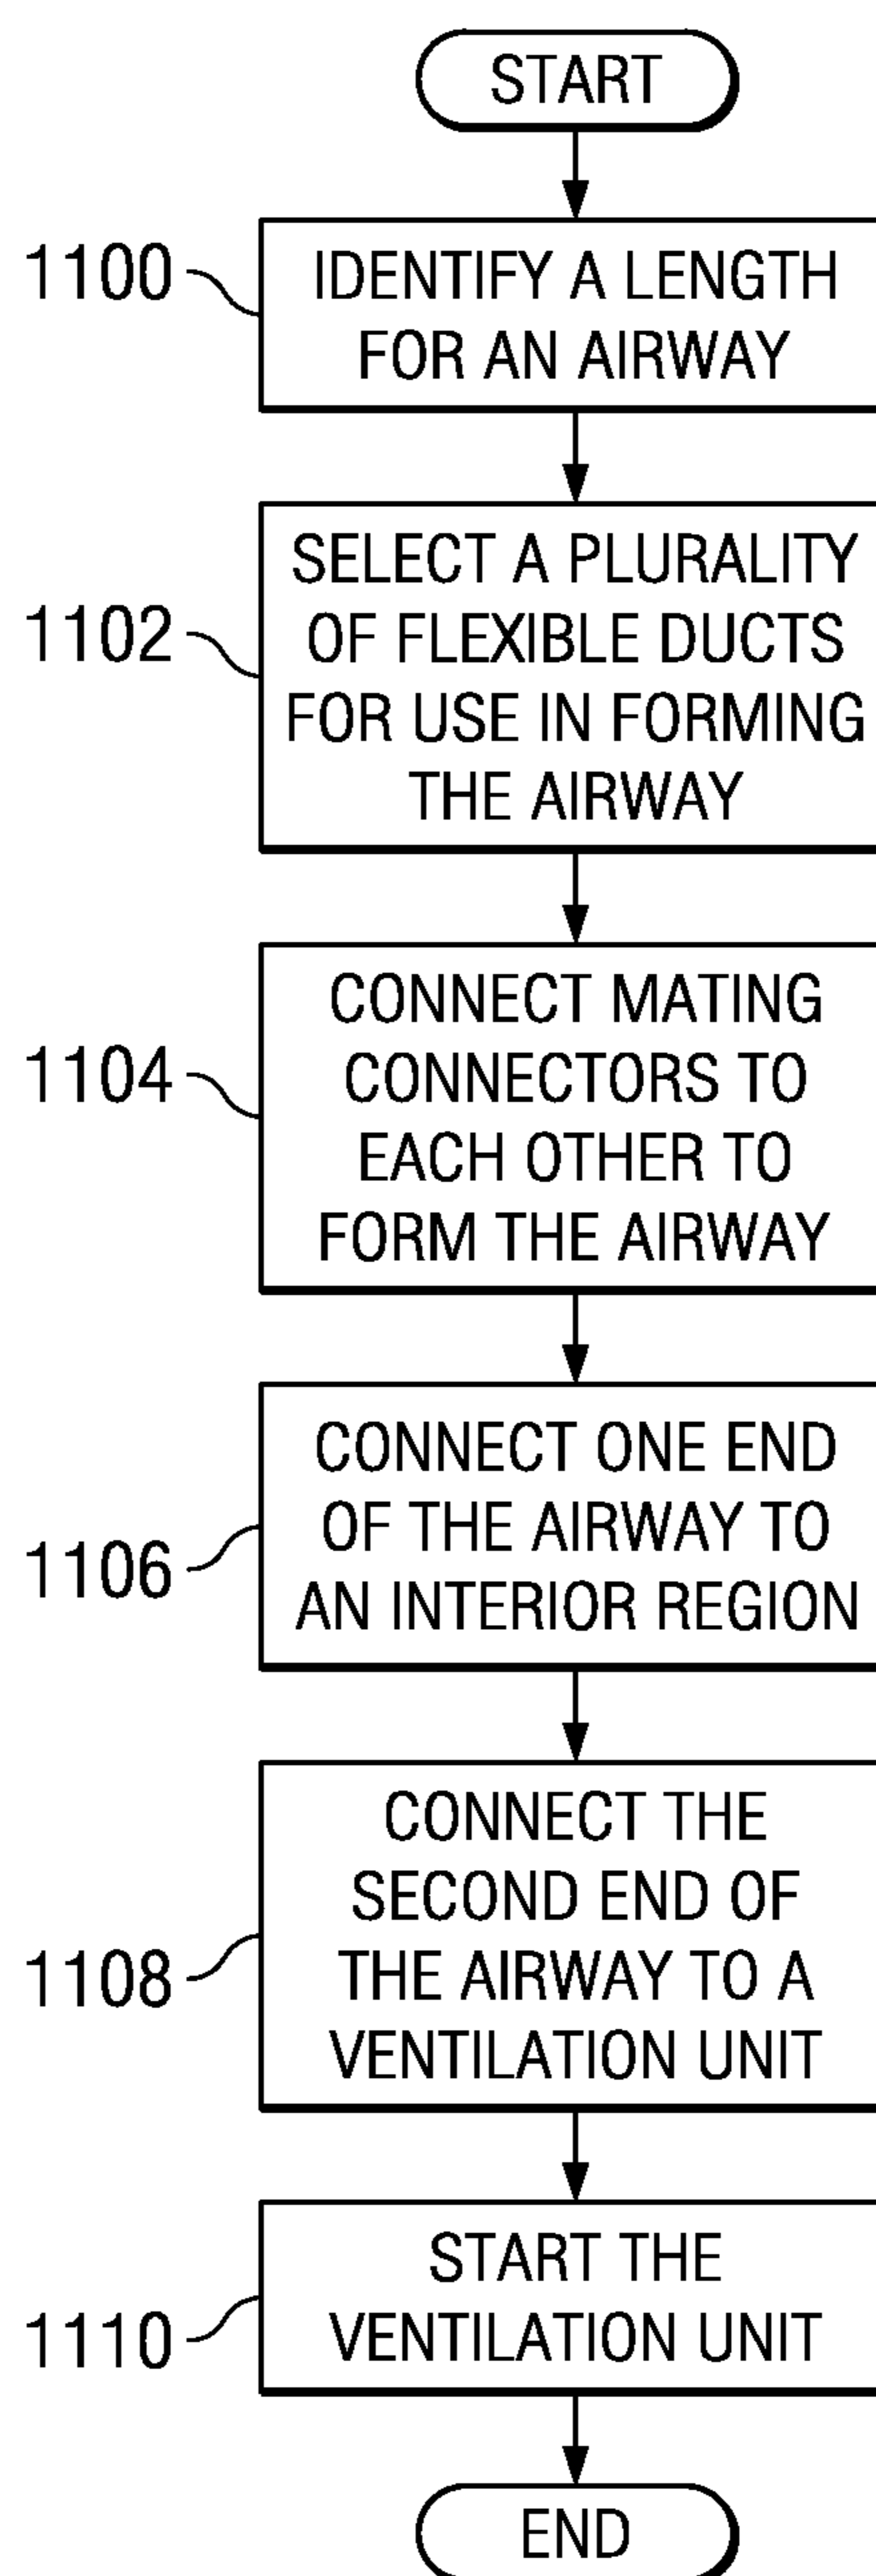 START
1100
IDENTIFY A LENGTH
FOR AN AIRWAY
1102
SELECT A PLURALITY
OF FLEXIBLE DUCTS
FOR USE IN FORMING
THE AIRWAY
1104
CONNECT MATING
CONNECTORS TO
EACH OTHER TO
FORM THE AIRWAY
1106
CONNECT ONE END
OF THE AIRWAY TO
AN INTERIOR REGION
1108
CONNECT THE
SECOND END OF
THE AIRWAY TO A
VENTILATION UNIT
1110
START THE
VENTILATION UNIT
END